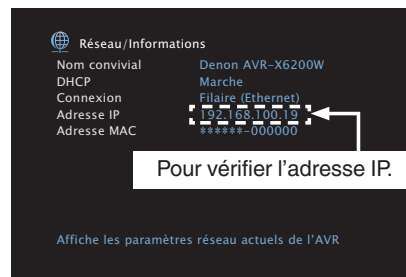 Réseau/Informations
Nom convivial Denon AVR-X6200W
DHCP Marche
Connexion Filaire (Ethernet)
Adresse IP 192.168.100.19
Adresse MAC ******-000000
Pour vérifier l'adresse IP.
Affiche les paramètres réseau actuels de l'AVR